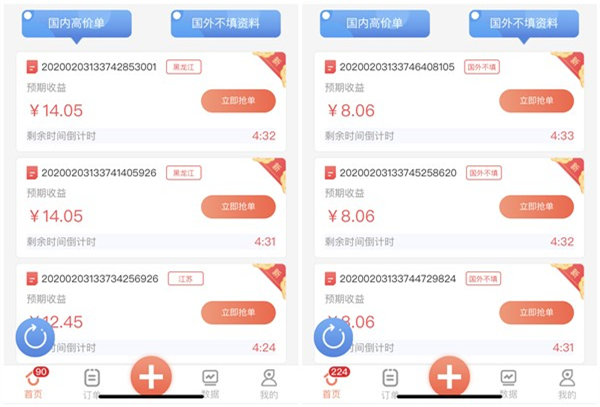 国内高价单
国外不填资料
20200203133742853001
黑龙江
预期收益
￥14.05
立即抢单
剩余时间倒计时
4:32
20200203133741405926
黑龙江
预期收益
￥14.05
立即抢单
剩余时间倒计时
4:31
20200203133734256926
江苏
预期收益
￥12.45
立即抢单
时间倒计时
4:24
90
首页
订单
数据
我的
国内高价单
国外不填资料
20200203133746408105
国外不填
预期收益
￥8.06
立即抢单
剩余时间倒计时
4:33
20200203133745258620
国外不填
预期收益
￥8.06
立即抢单
剩余时间倒计时
4:32
20200203133744729824
国外不填
预期收益
￥8.06
立即抢单
时间倒计时
4:31
224
首页
订单
数据
我的